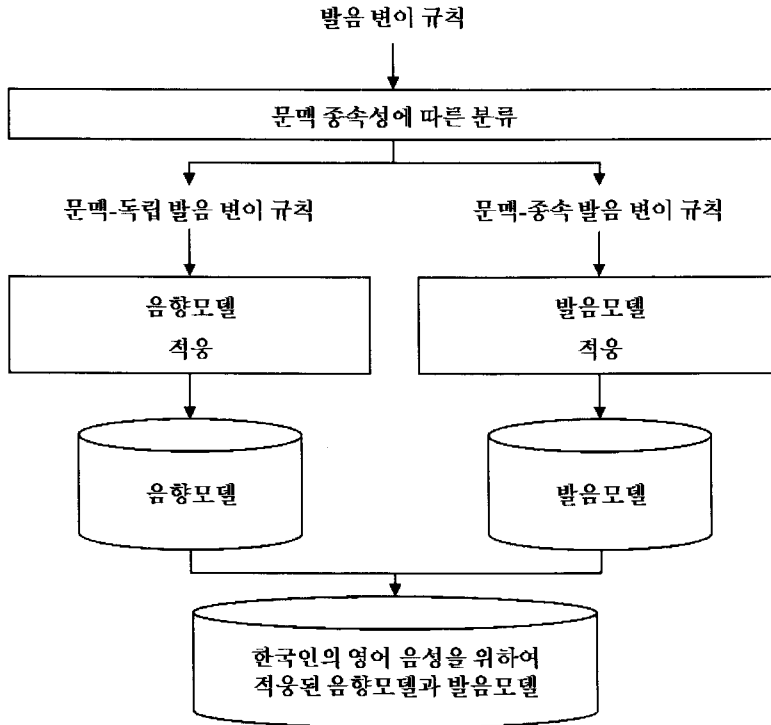 발음 변이 규칙
문맥 종속성에 따른 분류
문맥-독립 발음 변이 규칙
문맥-종속 발음 변이 규칙
음향모델
적응
발음모델
적응
음향모델
발음모델
한국인의 영어 음성을 위하여
적응된 음향모델과 발음모델